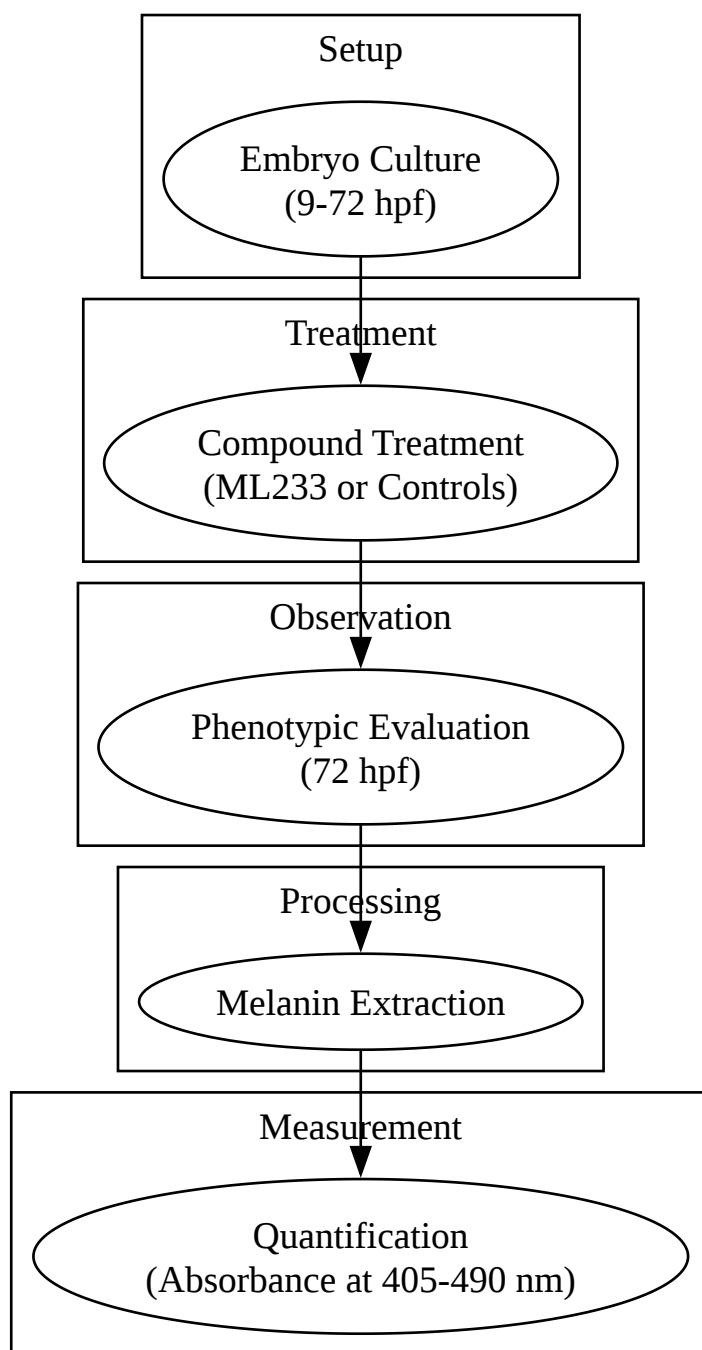 Setup
Embryo Culture
(9-72 hpf)
Treatment
Compound Treatment
(ML233 or Controls)
Observation
Phenotypic Evaluation
(72 hpf)
Processing
Melanin Extraction
Measurement
Quantification
(Absorbance at 405-490 nm)